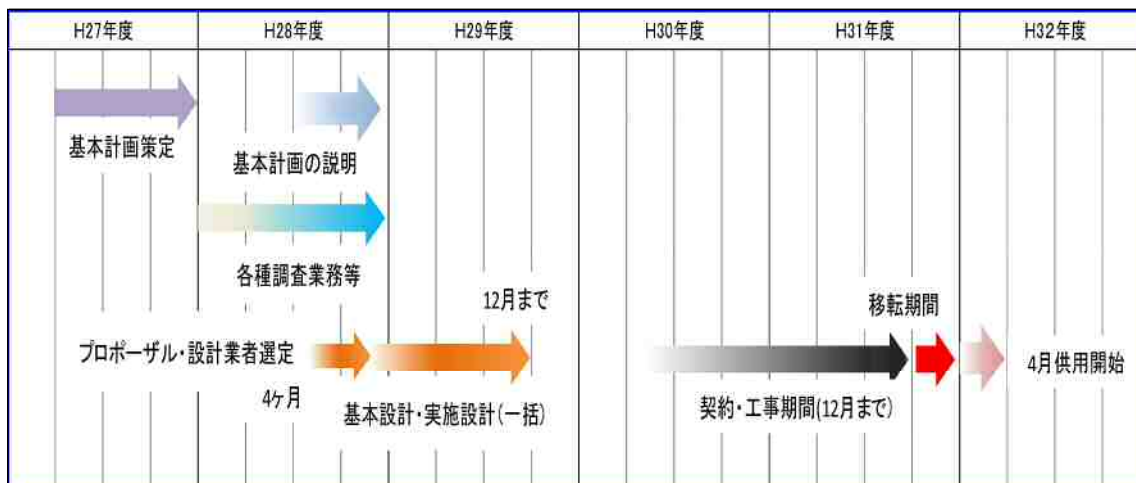 H27年度 H28年度 H29年度 H30年度 H31年度 H32年度
基本計画策定
基本計画の説明
各種調査業務等
12月まで
移転期間
プロポーザル・設計業者選定
4月供用開始
4ヶ月
基本設計・実施設計(一括)
契約・工事期間(12月まで)